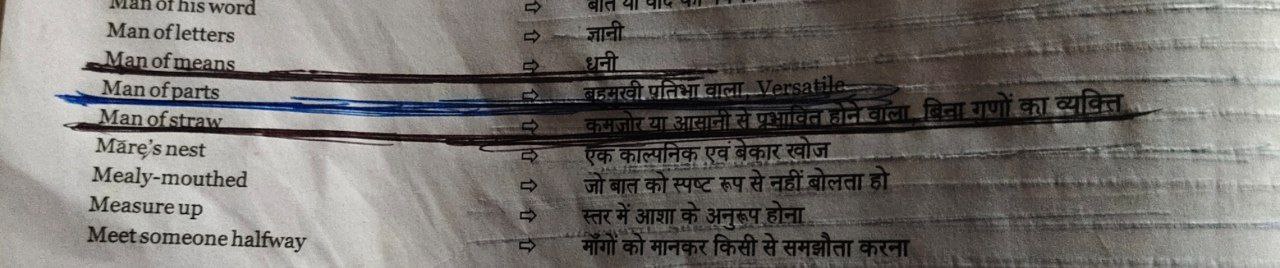 Man of his word ⇨ बात या वादे का
Man of letters ⇨ ज्ञानी
Man of means ⇨ धनी
Man of parts ⇨ बहुमुखी प्रतिभा वाला, Versatile
Man of straw ⇨ कमजोर या आसानी से प्रभावित होने वाला, बिना गुणों का व्यक्ति
Mare's nest ⇨ एक काल्पनिक एवं बेकार खोज
Mealy-mouthed ⇨ जो बात को स्पष्ट रूप से नहीं बोलता हो
Measure up ⇨ स्तर में आशा के अनुरूप होना
Meet someone halfway ⇨ माँगों को मानकर किसी से समझौता करना